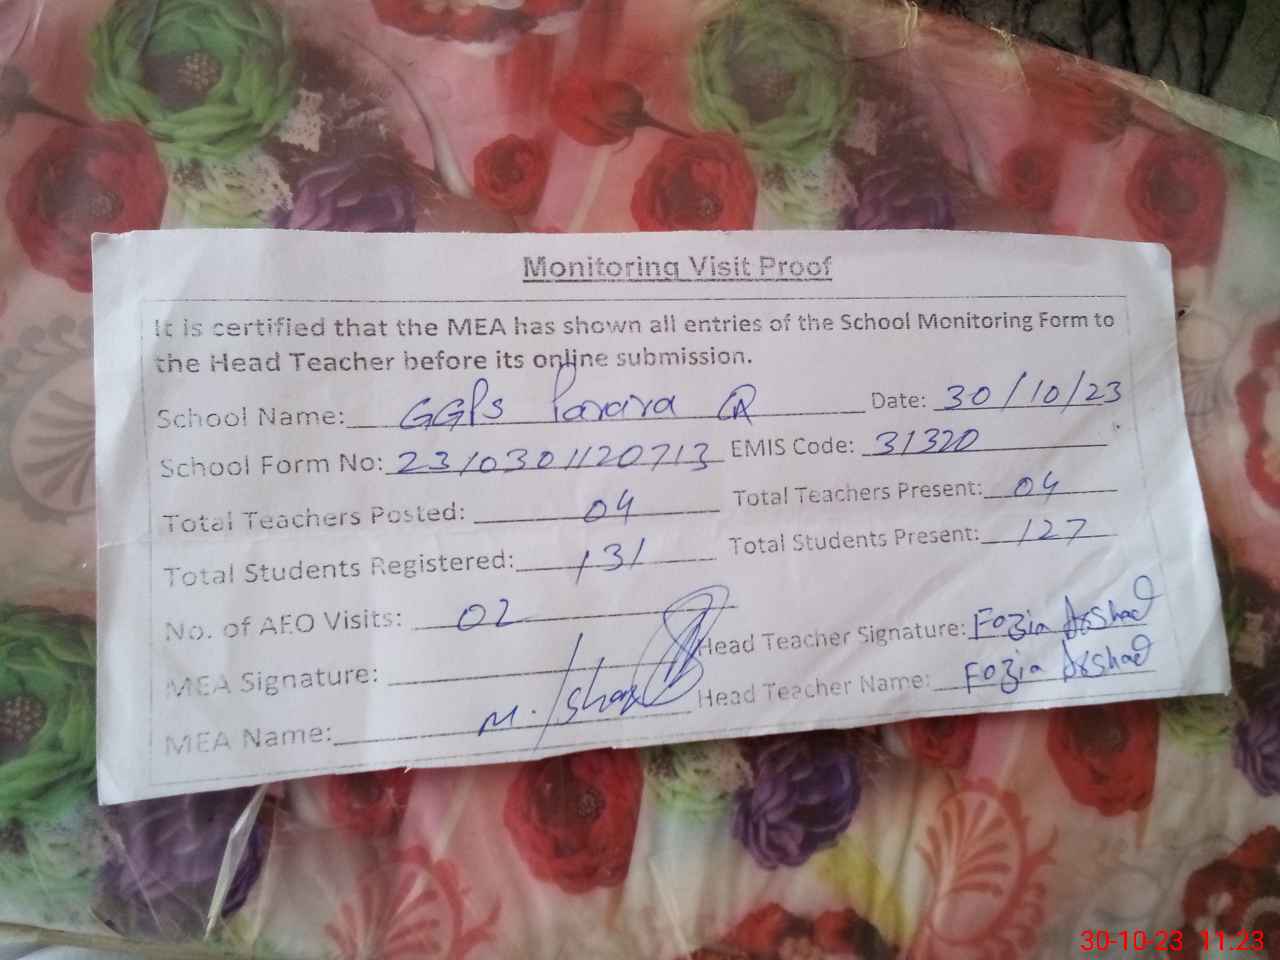 Monitoring Visit Proof
It is certified that the MEA has shown all entries of the School Monitoring Form to
the Head Teacher before its online submission.
School Name: GGPS Parara Date: 30/10/23
School Form No: 2310301120713 EMIS Code: 31320
Total Teachers Posted: 04 Total Teachers Present: 04
Total Students Registered: 131 Total Students Present: 127
No. of AEO Visits: 02
MEA Signature: Head Teacher Signature: Fozia Arshad
MEA Name: M. Head Teacher Name: Fozia Arshad
30-10-23 11:23